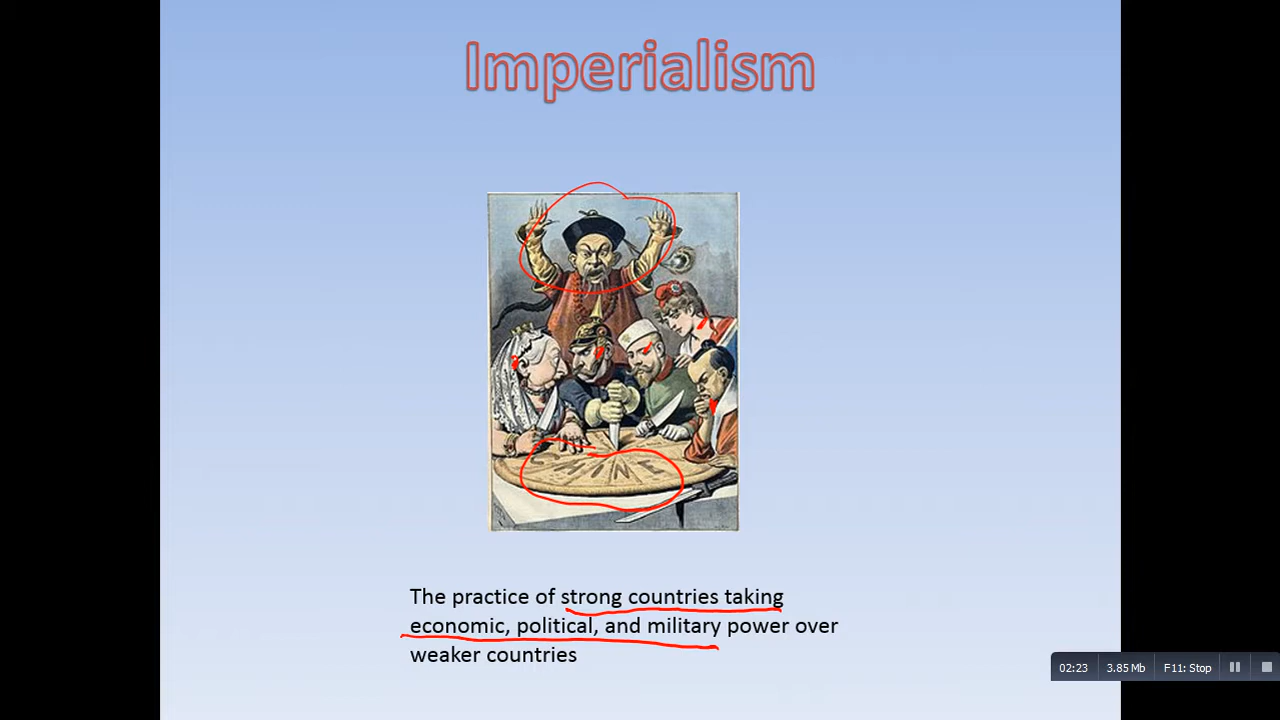 Imperialism
CHINE
The practice of strong countries taking
economic, political, and military power over
weaker countries
02:23 3.85 Mb F11: Stop